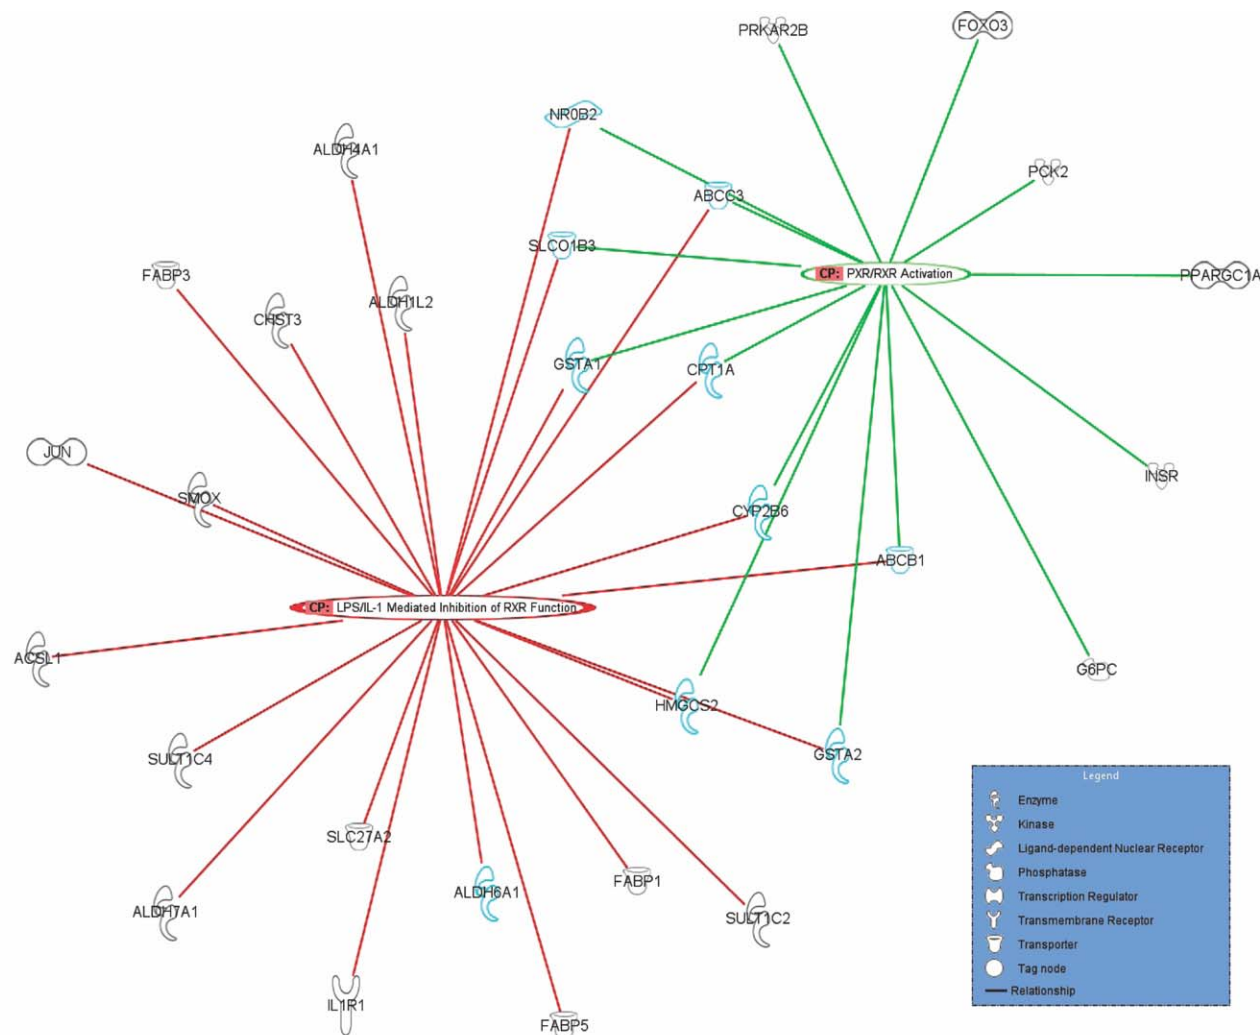 PRKAR2B
FOXO3
NR0B2
ALDH4A1
PCK2
ABCC3
SLCO1B3
FABP3
CP: PXR/RXR Activation
PPARGC1A
ALDH1L2
CHST3
GSTA1
CPT1A
JUN
INSR
SMOX
CYP2B6
ABCB1
CP: LPS/IL-1 Mediated Inhibition of RXR Function
ACSL1
G6PC
HMGCS2
SULT1C4
GSTA2
SLC27A2
ALDH6A1
FABP1
ALDH7A1
SULT1C2
IL1R1
FABP5
Legend
Enzyme
Kinase
Ligand-dependent Nuclear Receptor
Phosphatase
Transcription Regulator
Transmembrane Receptor
Transporter
Tag node
Relationship